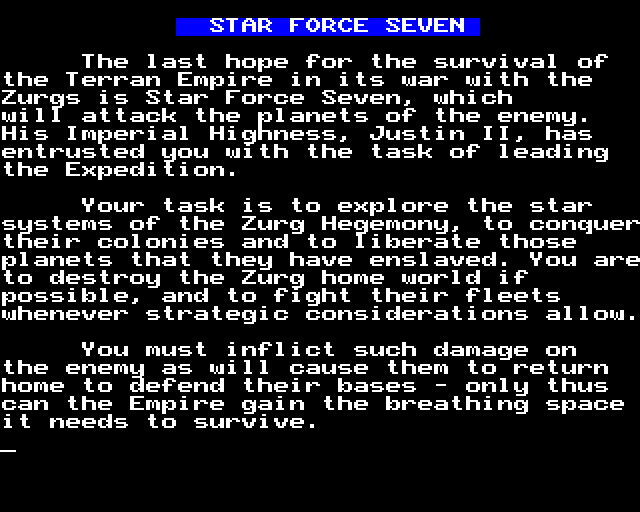 STAR FORCE SEVEN
The last hope for the survival of
the Terran Empire in its war with the
Zurgs is Star Force Seven, which
will attack the planets of the enemy.
His Imperial Highness, Justin II, has
entrusted you with the task of leading
the Expedition.
Your task is to explore the star
systems of the Zurg Hegemony, to conquer
their colonies and to liberate those
planets that they have enslaved. You are
to destroy the Zurg home world if
possible, and to fight their fleets
whenever strategic considerations allow.
You must inflict such damage on
the enemy as will cause them to return
home to defend their bases - only thus
can the Empire gain the breathing space
it needs to survive.